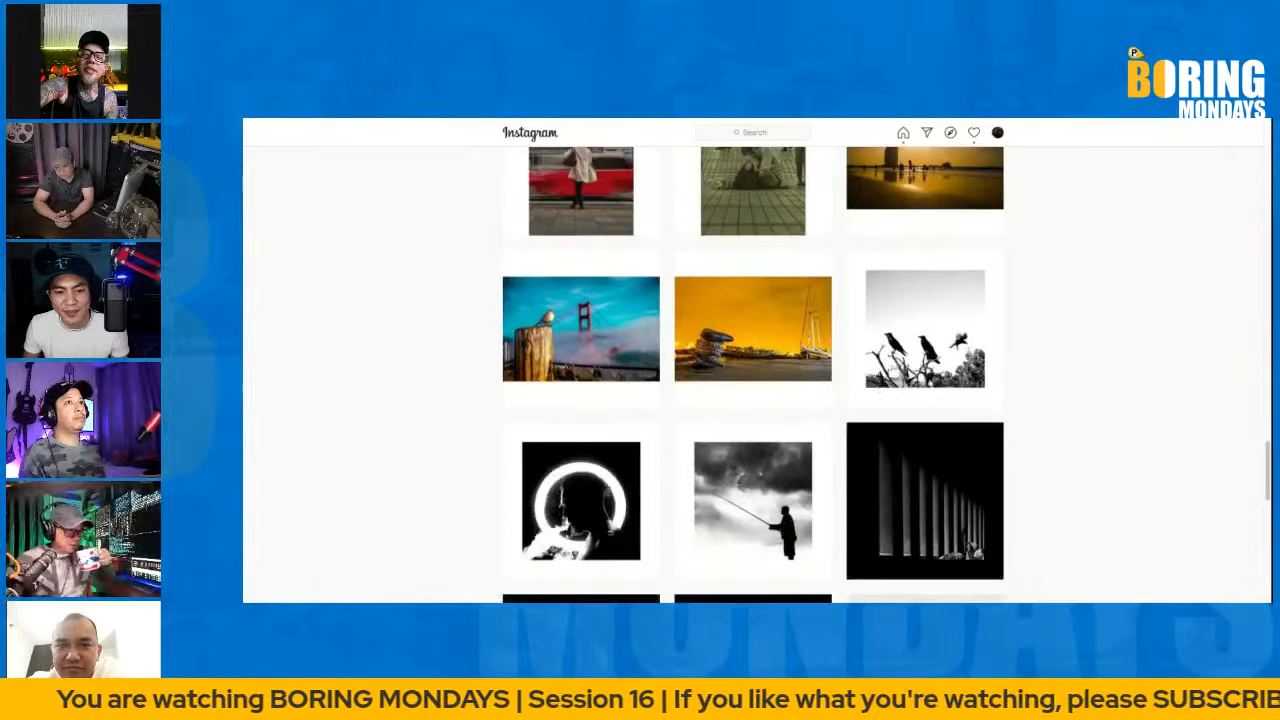 BORING
MONDAYS
Instagram
Search
MONDAYS
You are watching BORING MONDAYS | Session 16 | If you like what you're watching, please SUBSCRIB